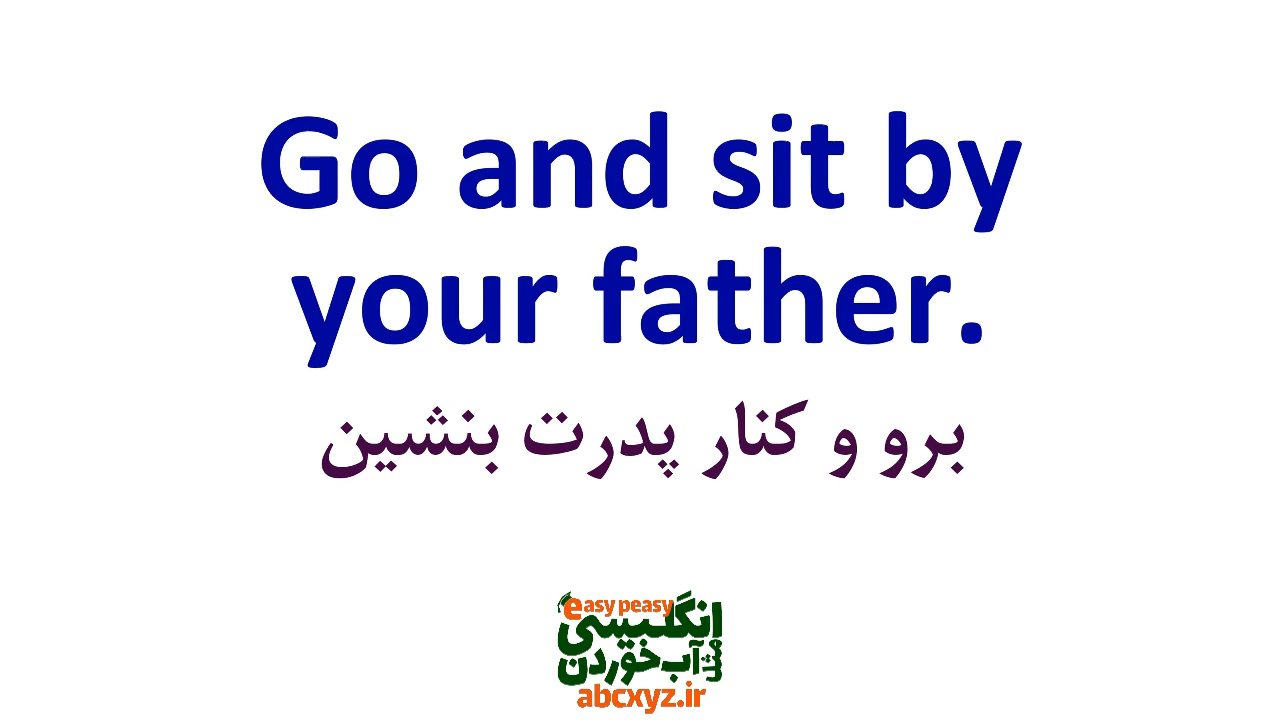 Go and sit by
your father.
برو و کنار پدرت بنشین
easy peasy
انگلیسی
مثل آب خوردن
abcxyz.ir